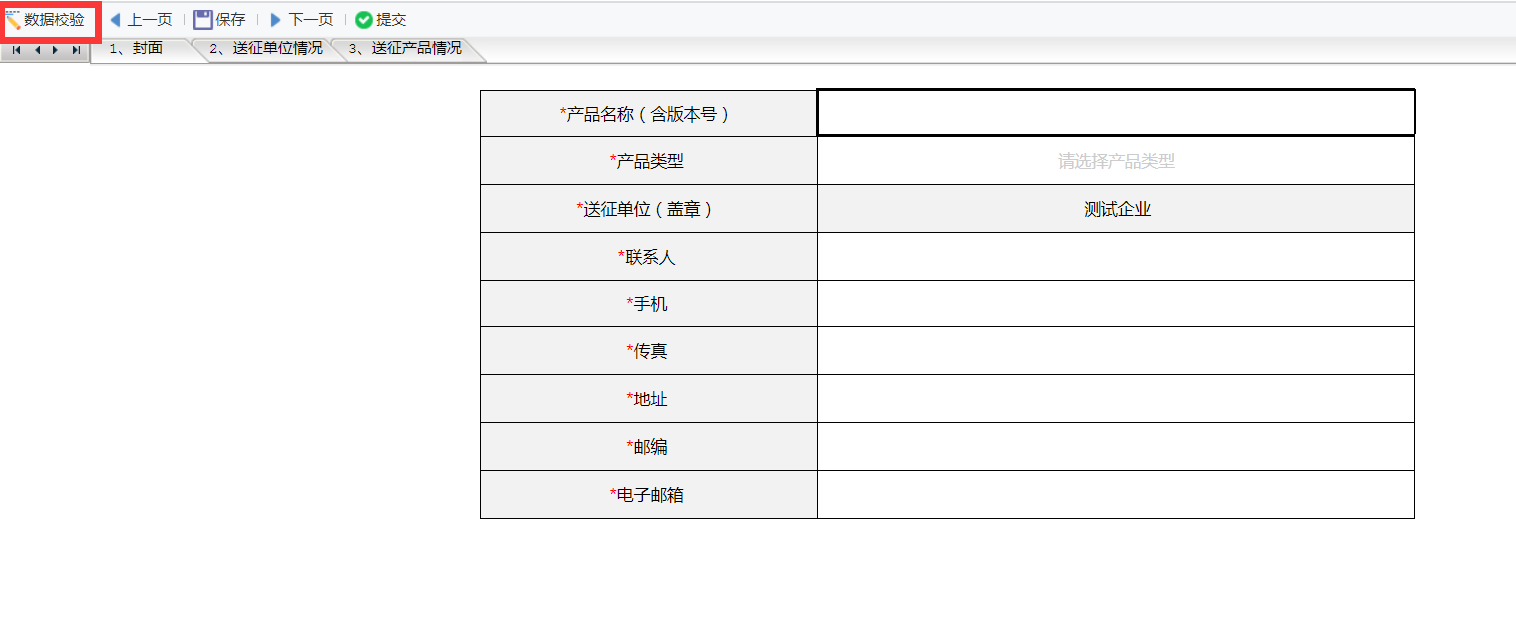 数据校验 上一页 保存 下一页 提交
1、封面 2、送征单位情况 3、送征产品情况
*产品名称（含版本号）
*产品类型 请选择产品类型
*送征单位（盖章） 测试企业
*联系人
*手机
*传真
*地址
*邮编
*电子邮箱